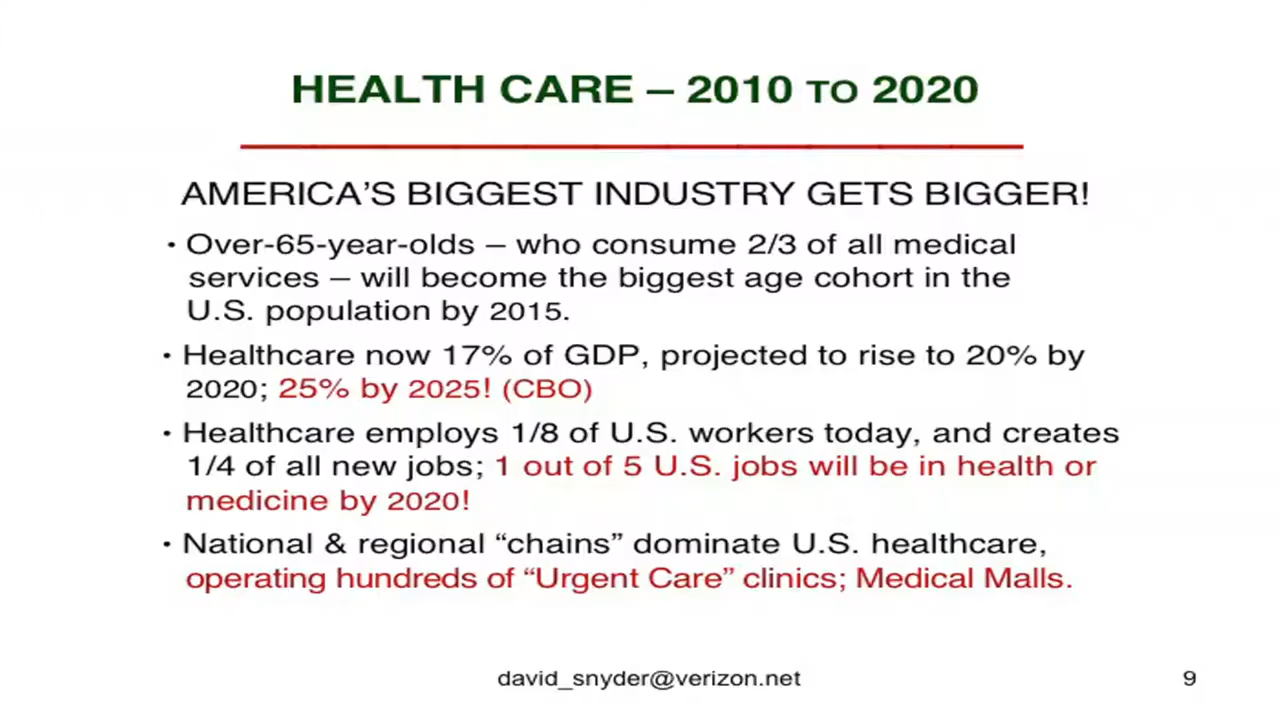 HEALTH CARE – 2010 TO 2020
AMERICA'S BIGGEST INDUSTRY GETS BIGGER!
• Over-65-year-olds – who consume 2/3 of all medical
services – will become the biggest age cohort in the
U.S. population by 2015.
• Healthcare now 17% of GDP, projected to rise to 20% by
2020; 25% by 2025! (CBO)
• Healthcare employs 1/8 of U.S. workers today, and creates
1/4 of all new jobs; 1 out of 5 U.S. jobs will be in health or
medicine by 2020!
• National & regional “chains” dominate U.S. healthcare,
operating hundreds of “Urgent Care” clinics; Medical Malls.
david_snyder@verizon.net
9